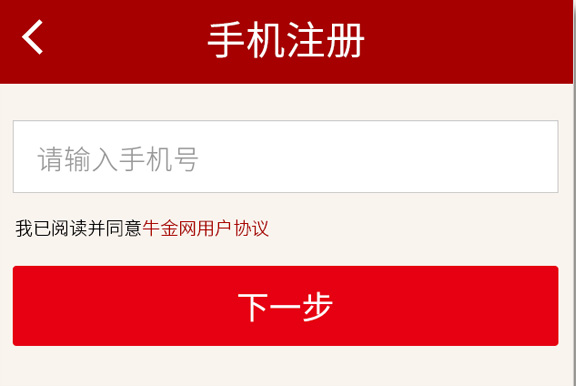 手机注册
请输入手机号
我已阅读并同意牛金网用户协议
下一步